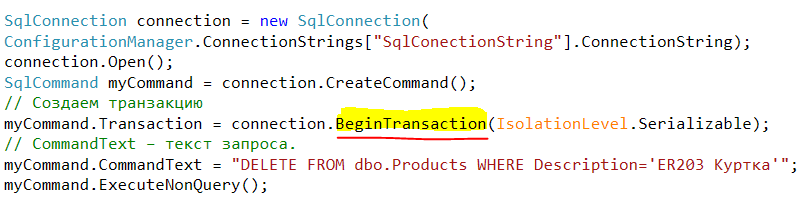 SqlConnection connection = new SqlConnection(
ConfigurationManager.ConnectionStrings["SqlConectionString"].ConnectionString);
connection.Open();
SqlCommand myCommand = connection.CreateCommand();
// Создаем транзакцию
myCommand.Transaction = connection.BeginTransaction(IsolationLevel.Serializable);
// CommandText – текст запроса.
myCommand.CommandText = "DELETE FROM dbo.Products WHERE Description='ER203 Куртка'";
myCommand.ExecuteNonQuery();